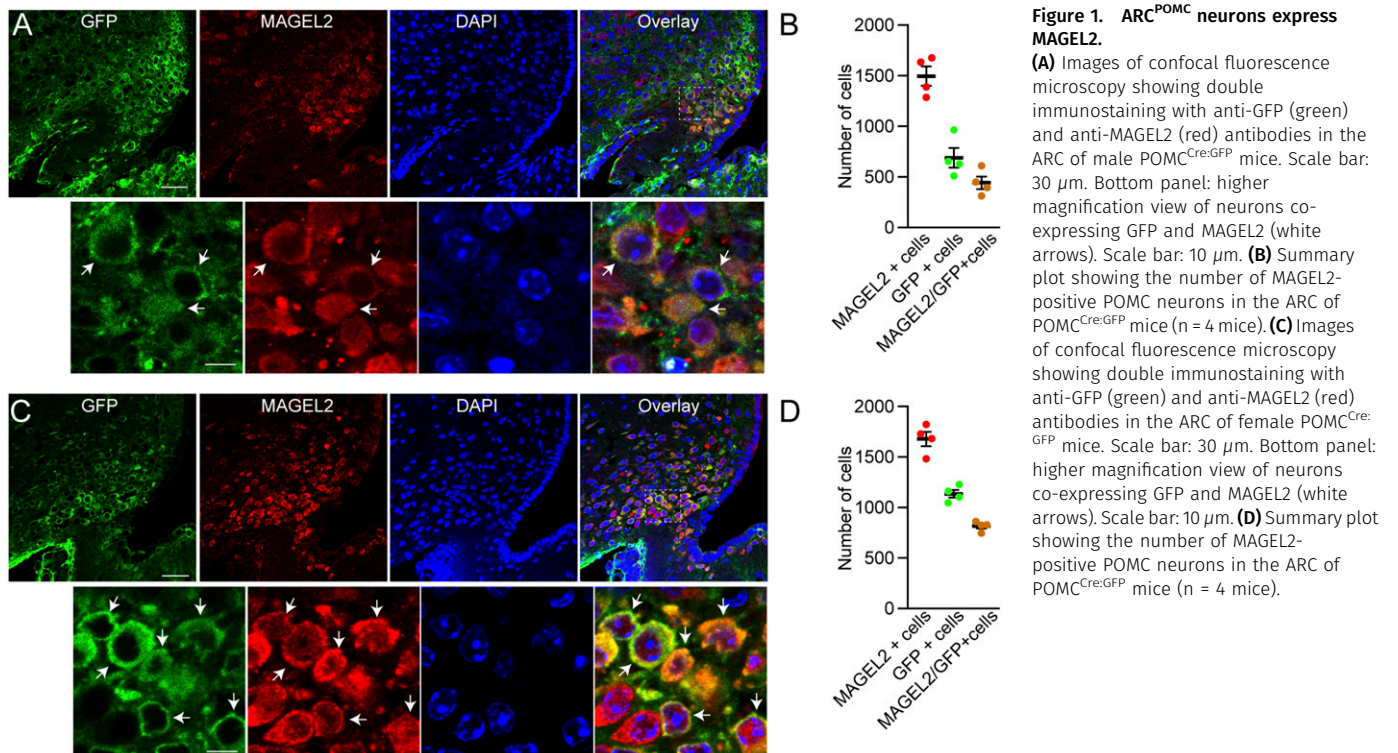 A
GFP
MAGEL2
DAPI
Overlay
B
2000
1500
1000
500
0
Number of cells
MAGEL2 + cells
GFP + cells
MAGEL2/GFP+cells
C
GFP
MAGEL2
DAPI
Overlay
D
2000
1500
1000
500
0
Number of cells
MAGEL2 + cells
GFP + cells
MAGEL2/GFP+cells
Figure 1. ARC^POMC neurons express
MAGEL2.
(A) Images of confocal fluorescence
microscopy showing double
immunostaining with anti-GFP (green)
and anti-MAGEL2 (red) antibodies in the
ARC of male POMC^Cre:GFP mice. Scale bar:
30 μm. Bottom panel: higher
magnification view of neurons co-
expressing GFP and MAGEL2 (white
arrows). Scale bar: 10 μm. (B) Summary
plot showing the number of MAGEL2-
positive POMC neurons in the ARC of
POMC^Cre:GFP mice (n = 4 mice). (C) Images
of confocal fluorescence microscopy
showing double immunostaining with
anti-GFP (green) and anti-MAGEL2 (red)
antibodies in the ARC of female POMC^Cre:
^GFP mice. Scale bar: 30 μm. Bottom panel:
higher magnification view of neurons
co-expressing GFP and MAGEL2 (white
arrows). Scale bar: 10 μm. (D) Summary plot
showing the number of MAGEL2-
positive POMC neurons in the ARC of
POMC^Cre:GFP mice (n = 4 mice).